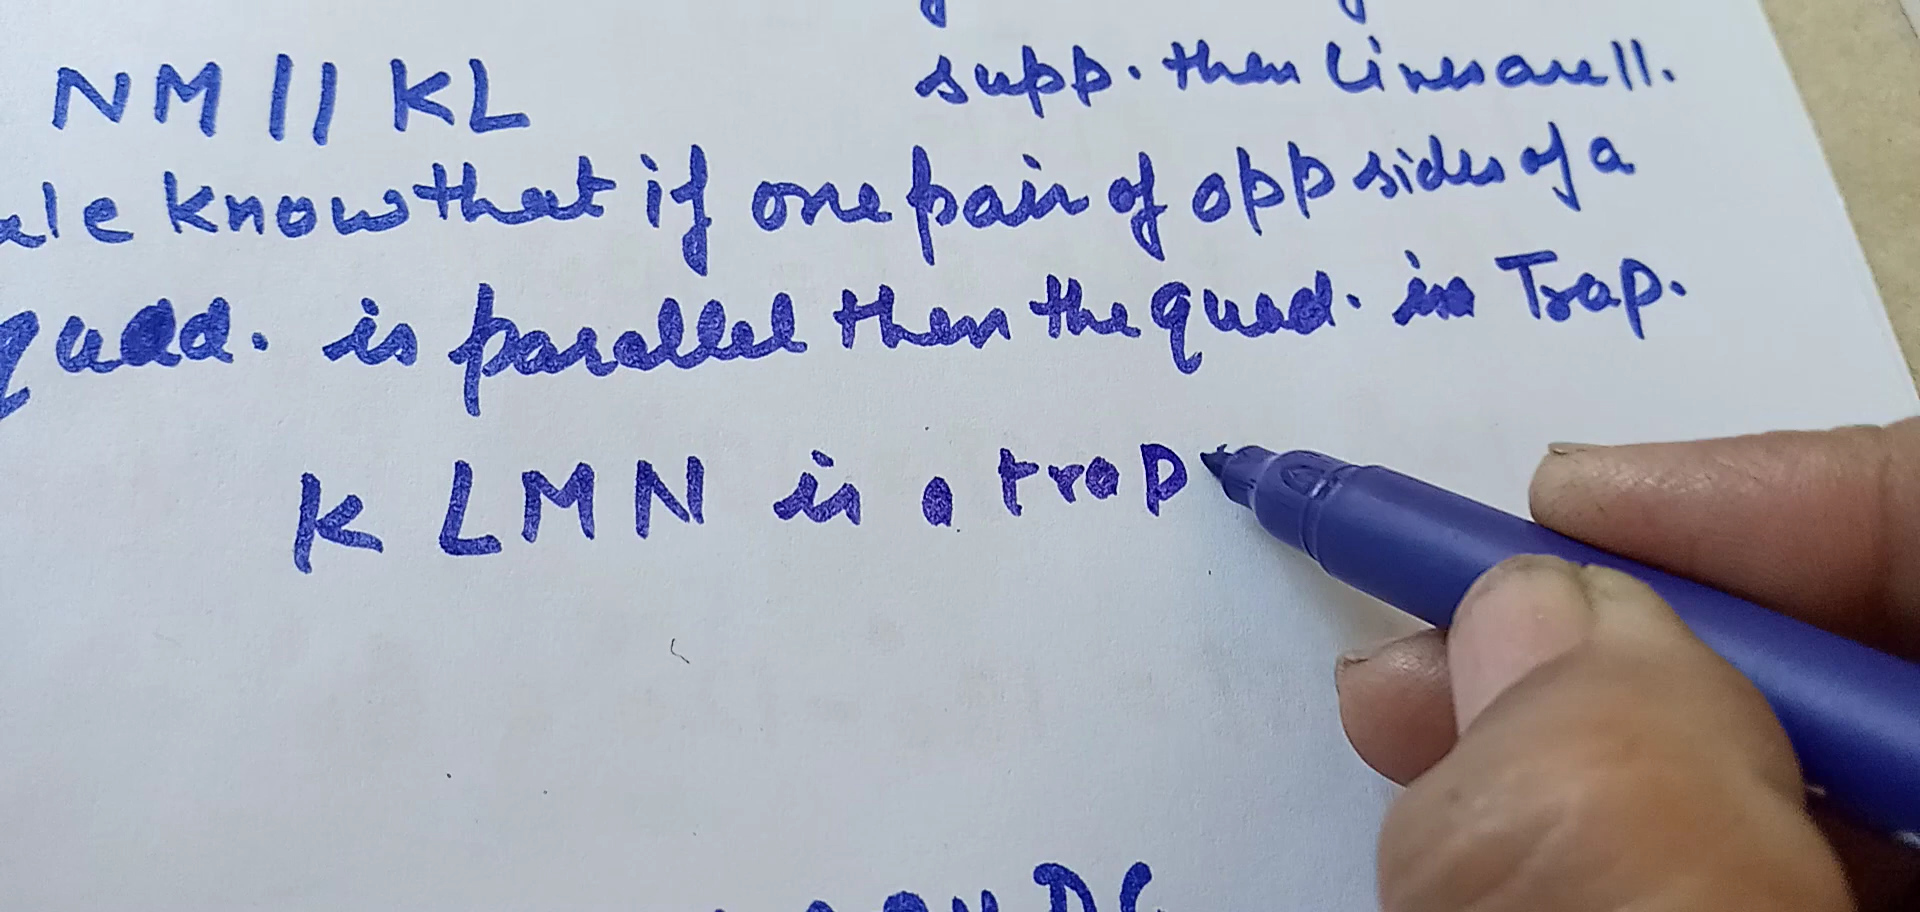 NM || KL
supp. then lines are ||.
We know that if one pair of opp sides of a
quad. is parallel then the quad. is Trap.
KLMN is a trap